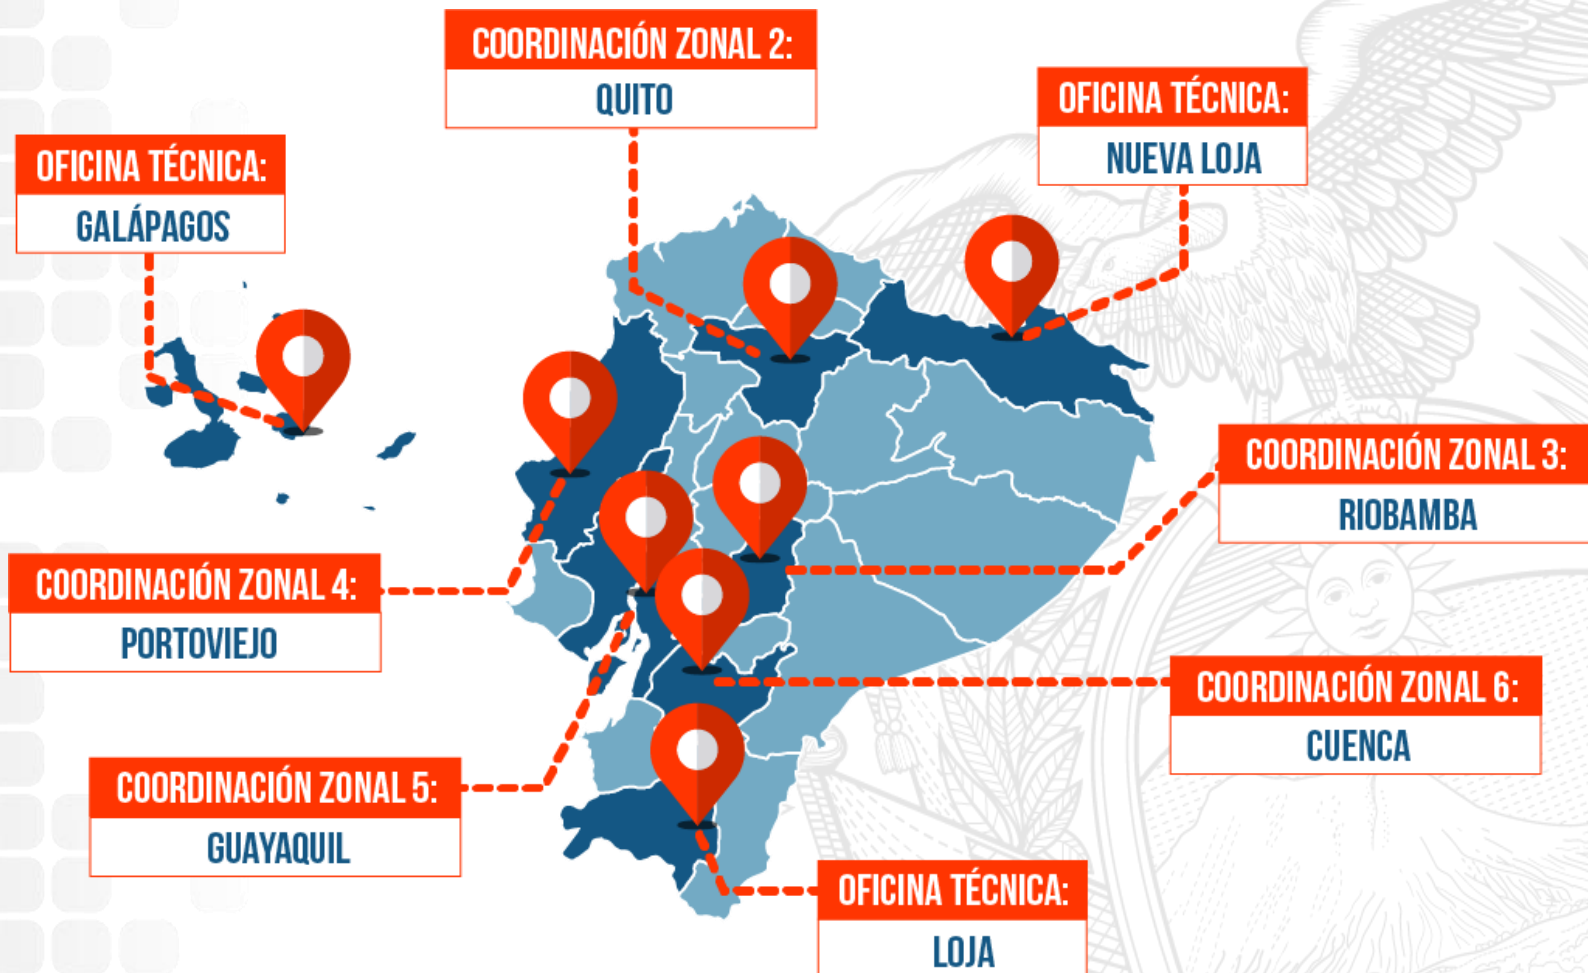 COORDINACIÓN ZONAL 2:
QUITO
OFICINA TÉCNICA:
NUEVA LOJA
OFICINA TÉCNICA:
GALÁPAGOS
COORDINACIÓN ZONAL 3:
RIOBAMBA
COORDINACIÓN ZONAL 4:
PORTOVIEJO
COORDINACIÓN ZONAL 6:
CUENCA
COORDINACIÓN ZONAL 5:
GUAYAQUIL
OFICINA TÉCNICA:
LOJA